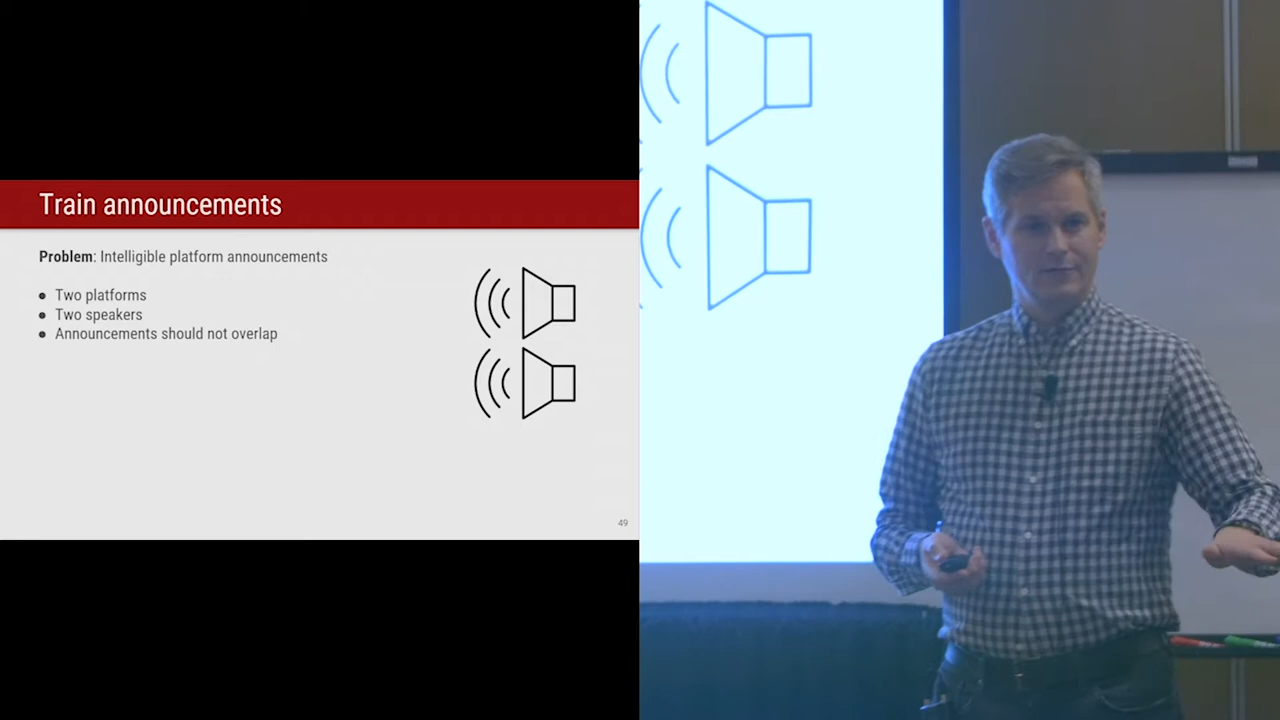 Train announcements
Problem: Intelligible platform announcements
● Two platforms
● Two speakers
● Announcements should not overlap
49